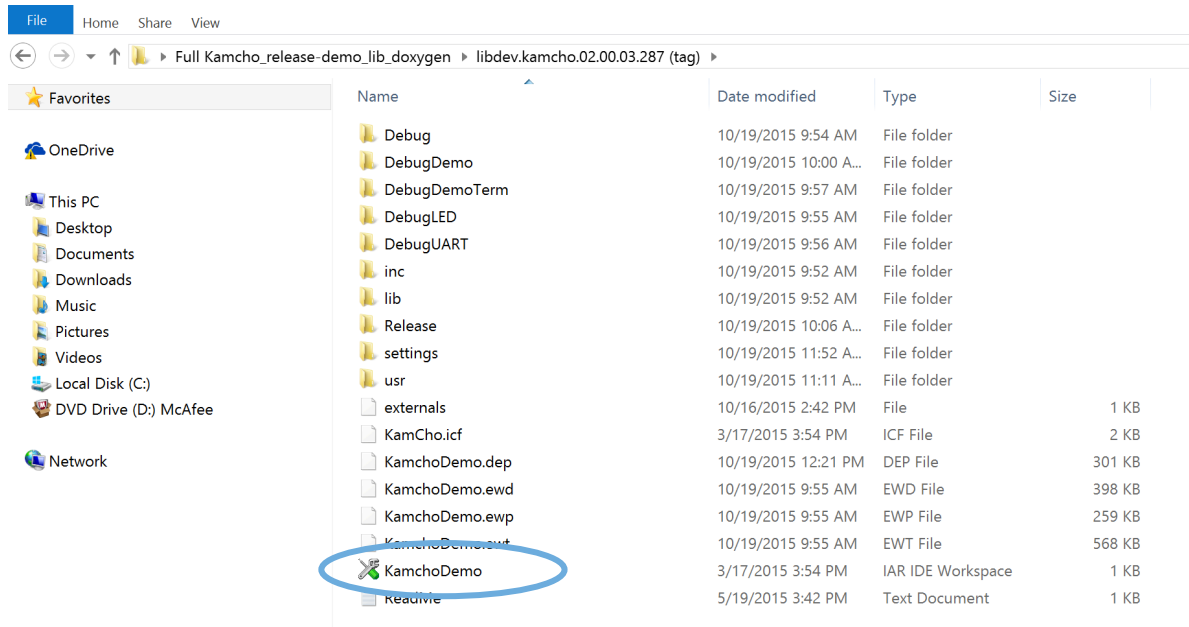 File Home Share View
Full Kamcho_release-demo_lib_doxygen libdev.kamcho.02.00.03.287 (tag)
Favorites
OneDrive
This PC
Desktop
Documents
Downloads
Music
Pictures
Videos
Local Disk (C:)
DVD Drive (D:) McAfee
Network
Name Date modified Type Size
Debug 10/19/2015 9:54 AM File folder
DebugDemo 10/19/2015 10:00 A... File folder
DebugDemoTerm 10/19/2015 9:57 AM File folder
DebugLED 10/19/2015 9:55 AM File folder
DebugUART 10/19/2015 9:56 AM File folder
inc 10/19/2015 9:52 AM File folder
lib 10/19/2015 9:52 AM File folder
Release 10/19/2015 10:06 A... File folder
settings 10/19/2015 11:52 A... File folder
usr 10/19/2015 11:11 A... File folder
externals 10/16/2015 2:42 PM File 1 KB
KamCho.icf 3/17/2015 3:54 PM ICF File 2 KB
KamchoDemo.dep 10/19/2015 12:21 PM DEP File 301 KB
KamchoDemo.ewd 10/19/2015 9:55 AM EWD File 398 KB
KamchoDemo.ewp 10/19/2015 9:55 AM EWP File 259 KB
KamchoDemo.ewt 10/19/2015 9:55 AM EWT File 568 KB
KamchoDemo 3/17/2015 3:54 PM IAR IDE Workspace 1 KB
ReadMe 5/19/2015 3:42 PM Text Document 1 KB